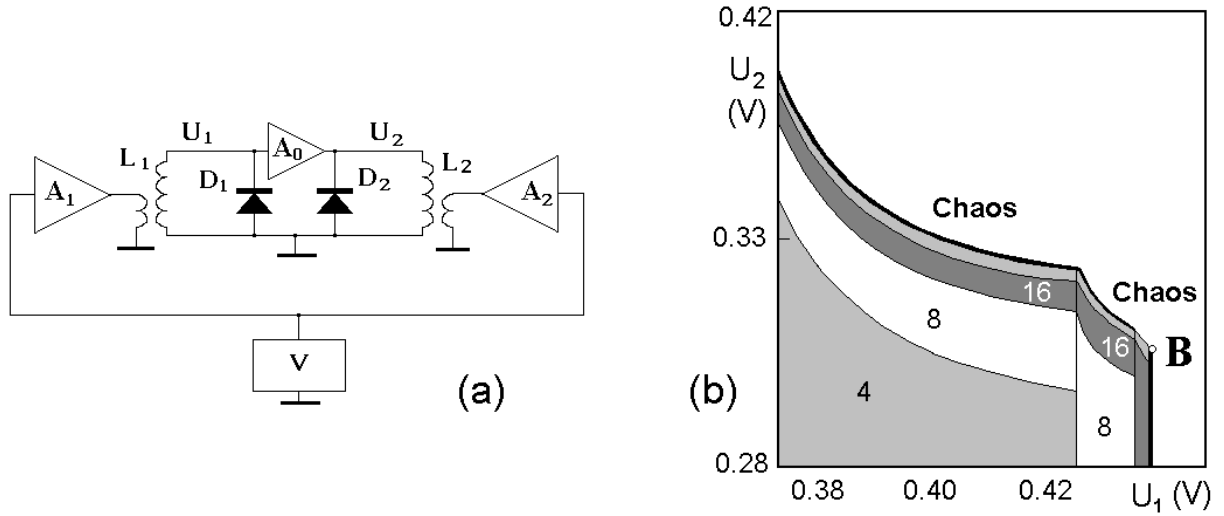 U1 U2
L1 A0 L2
A1 D1 D2 A2
V
(a)
0.42
U2
(V)
Chaos
0.33
Chaos
16
8
16
B
4
8
(b)
0.28
0.38 0.40 0.42 U1 (V)